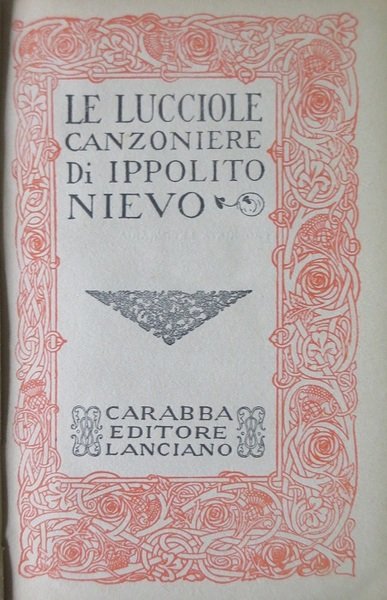 LE LUCCIOLE
CANZONIERE
Di IPPOLITO
NIEVO
CARABBA
EDITORE
LANCIANO